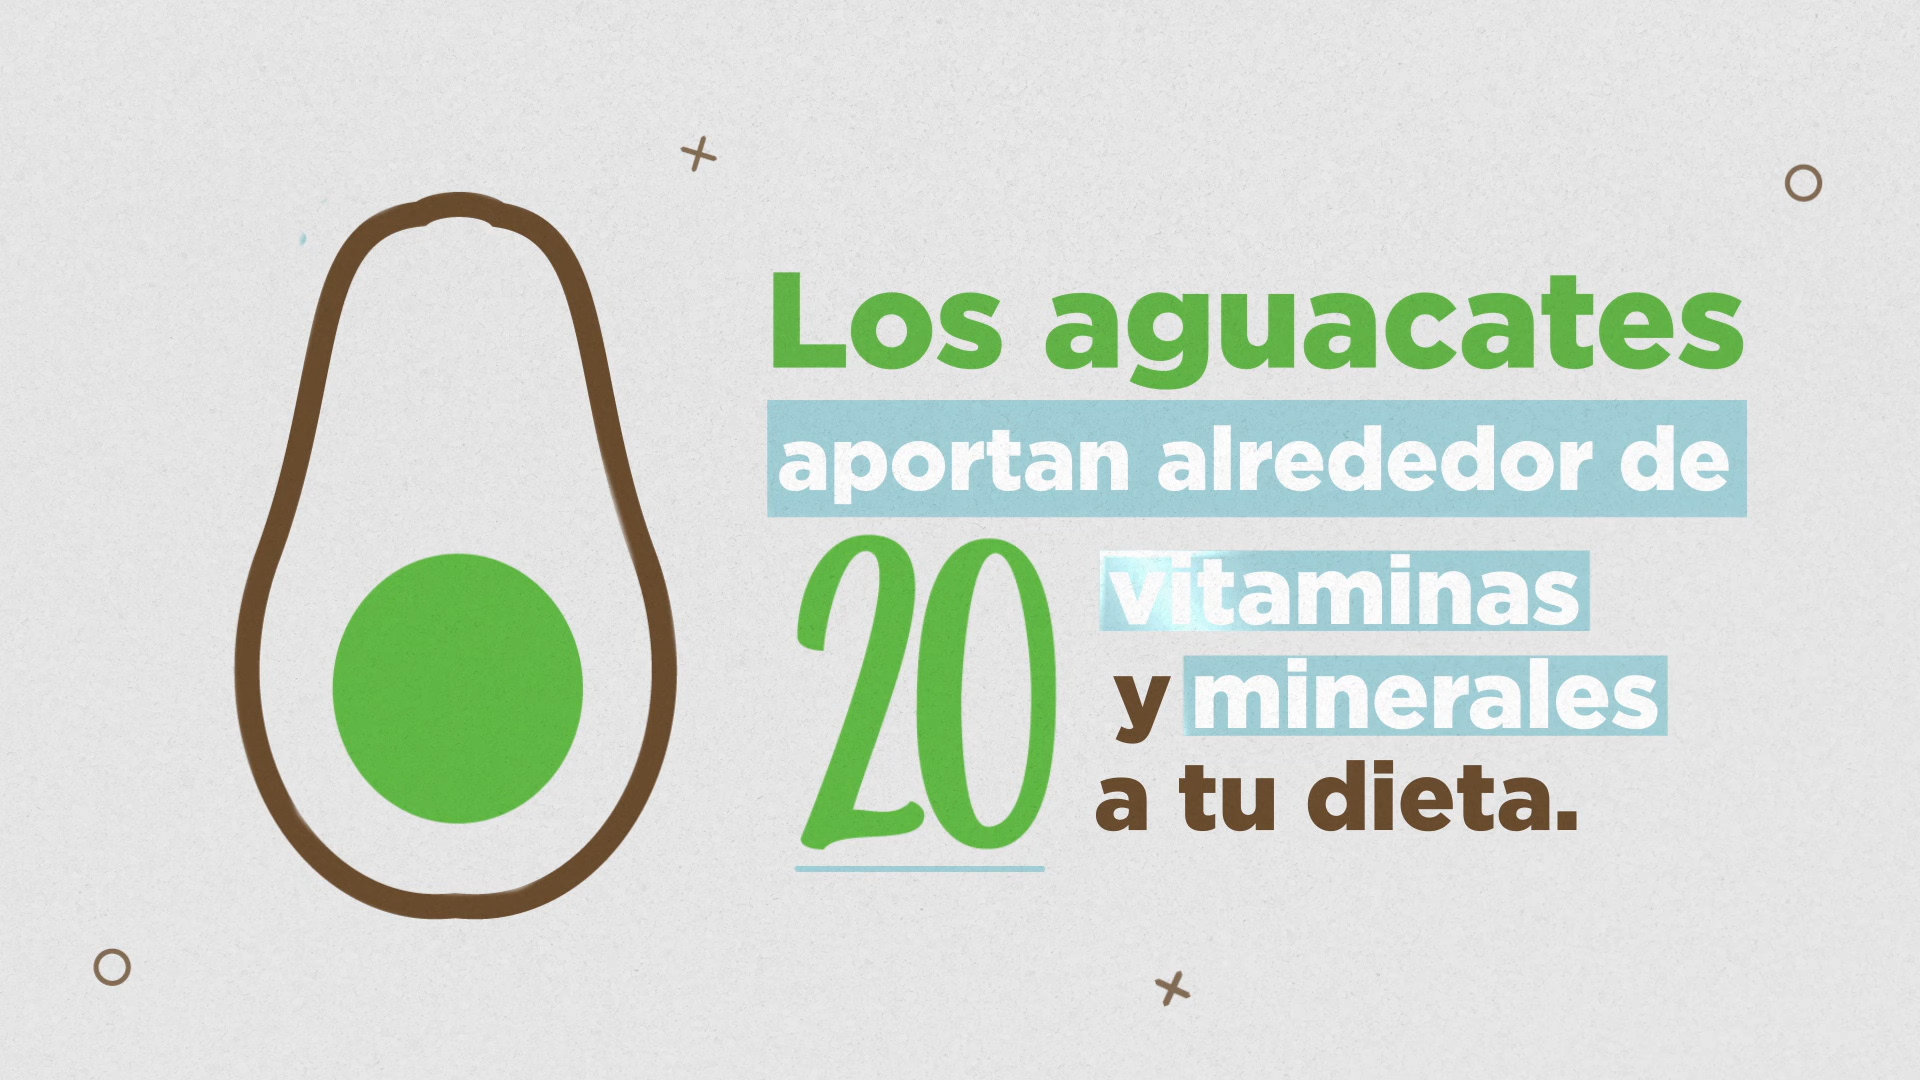 Los aguacates
aportan alrededor de
20 vitaminas
y minerales
a tu dieta.